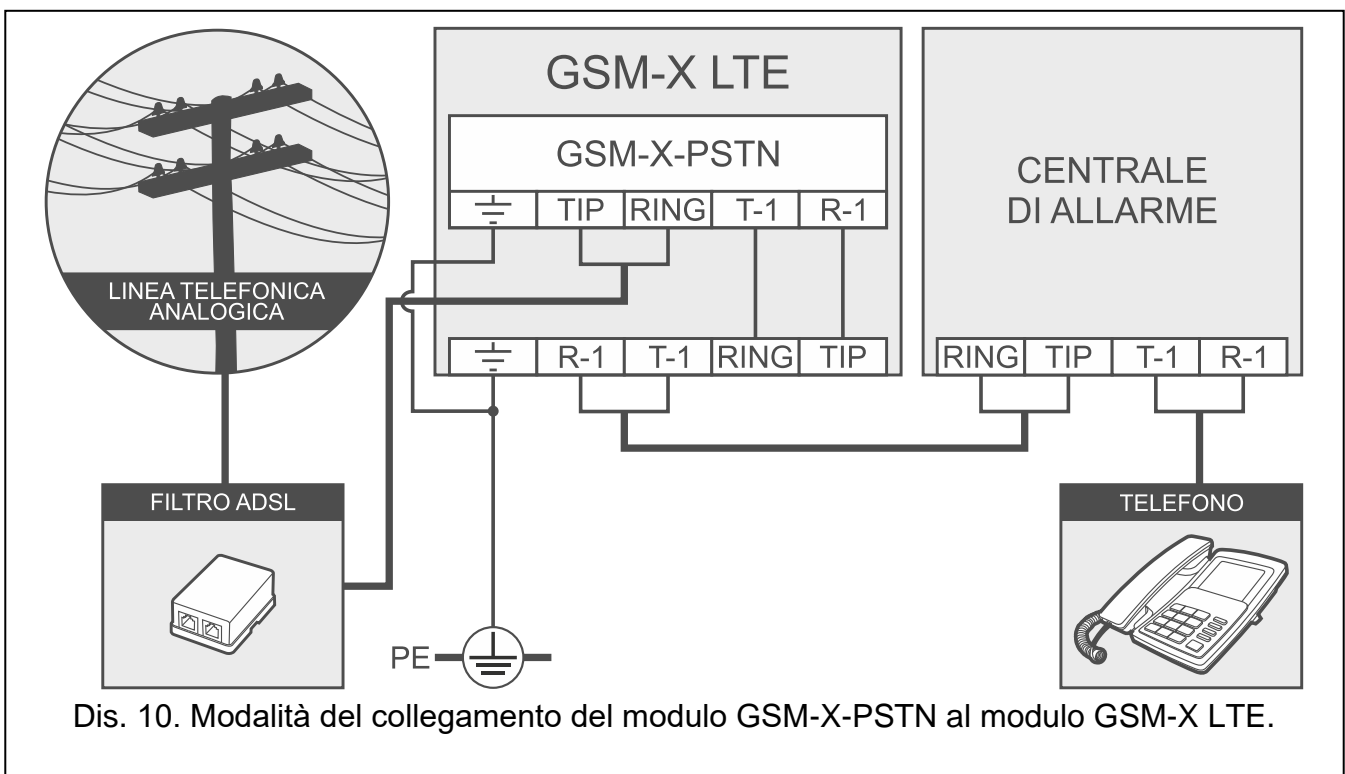 GSM-X LTE
GSM-X-PSTN
TIP RING T-1 R-1
R-1 T-1 RING TIP
CENTRALE
DI ALLARME
RING TIP T-1 R-1
LINEA TELEFONICA
ANALOGICA
FILTRO ADSL
PE
TELEFONO
Dis. 10. Modalità del collegamento del modulo GSM-X-PSTN al modulo GSM-X LTE.